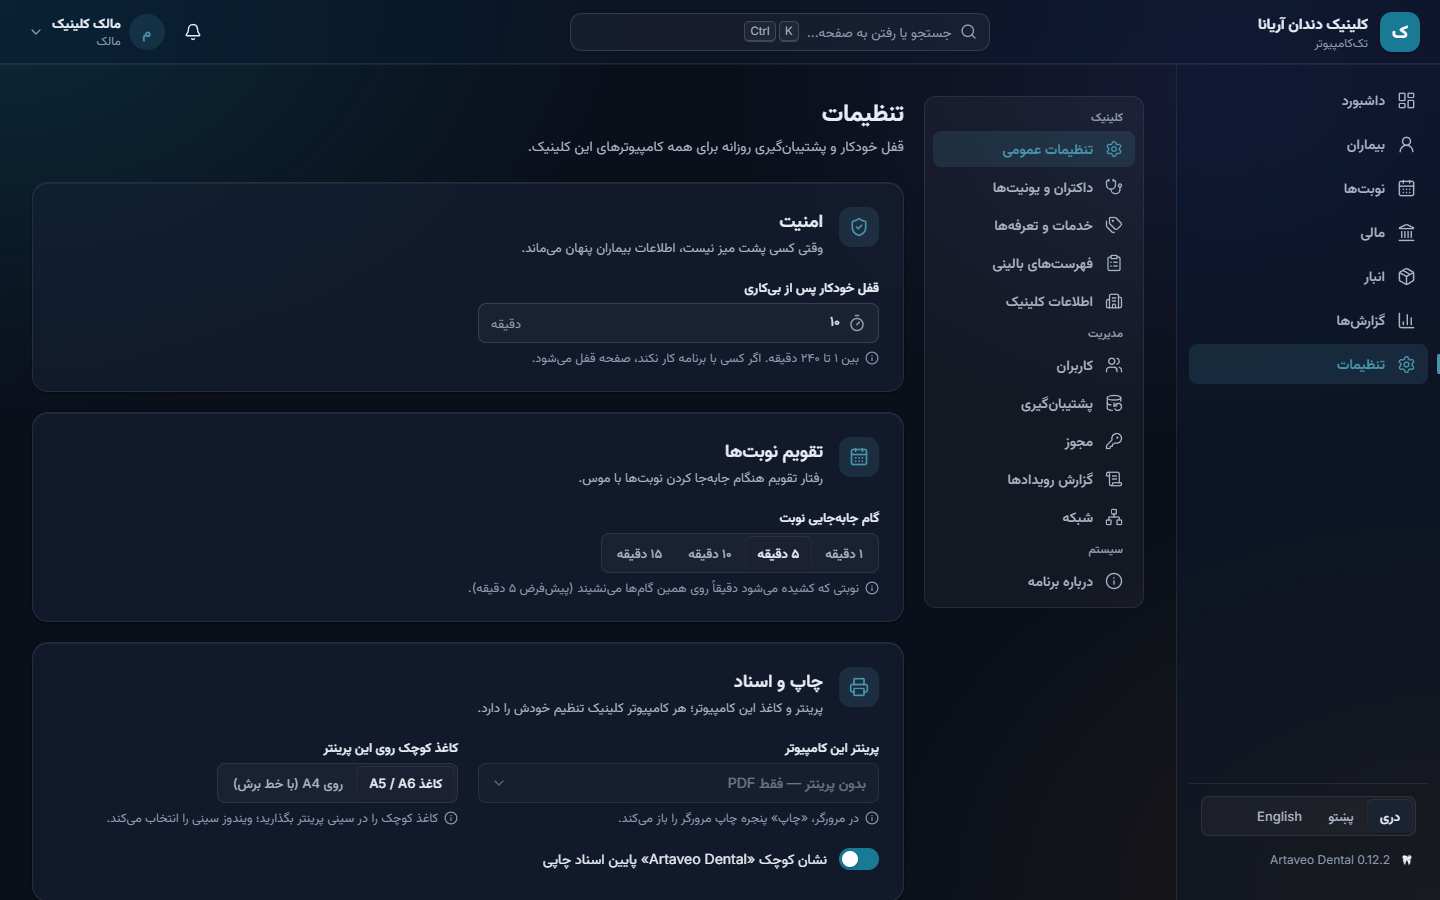 کلینیک دندان آریانا
تک‌کامپیوتر
جستجو یا رفتن به صفحه... Ctrl K
مالک کلینیک
مالک
م
ک
داشبورد
بیماران
نوبت‌ها
مالی
انبار
گزارش‌ها
تنظیمات
دری پښتو English
Artaveo Dental 0.12.2
کلینیک
تنظیمات عمومی
داکتران و یونیت‌ها
خدمات و تعرفه‌ها
فهرست‌های بالینی
اطلاعات کلینیک
مدیریت
کاربران
پشتیبان‌گیری
مجوز
گزارش رویدادها
شبکه
سیستم
درباره برنامه
تنظیمات
قفل خودکار و پشتیبان‌گیری روزانه برای همه کامپیوترهای این کلینیک.
امنیت
وقتی کسی پشت میز نیست، اطلاعات بیماران پنهان می‌ماند.
قفل خودکار پس از بی‌کاری
۱۰ دقیقه
بین ۱ تا ۲۴۰ دقیقه. اگر کسی با برنامه کار نکند، صفحه قفل می‌شود.
تقویم نوبت‌ها
رفتار تقویم هنگام جابه‌جا کردن نوبت‌ها با موس.
گام جابه‌جایی نوبت
۱ دقیقه ۵ دقیقه ۱۰ دقیقه ۱۵ دقیقه
نوبتی که کشیده می‌شود دقیقاً روی همین گام‌ها می‌نشیند (پیش‌فرض ۵ دقیقه).
چاپ و اسناد
پرینتر و کاغذ این کامپیوتر؛ هر کامپیوتر کلینیک تنظیم خودش را دارد.
پرینتر این کامپیوتر
بدون پرینتر — فقط PDF
در مرورگر، «چاپ» پنجره چاپ مرورگر را باز می‌کند.
کاغذ کوچک روی این پرینتر
کاغذ A5 / A6 روی A4 (با خط برش)
کاغذ کوچک را در سینی پرینتر بگذارید؛ ویندوز سینی را انتخاب می‌کند.
نشان کوچک «Artaveo Dental» پایین اسناد چاپی